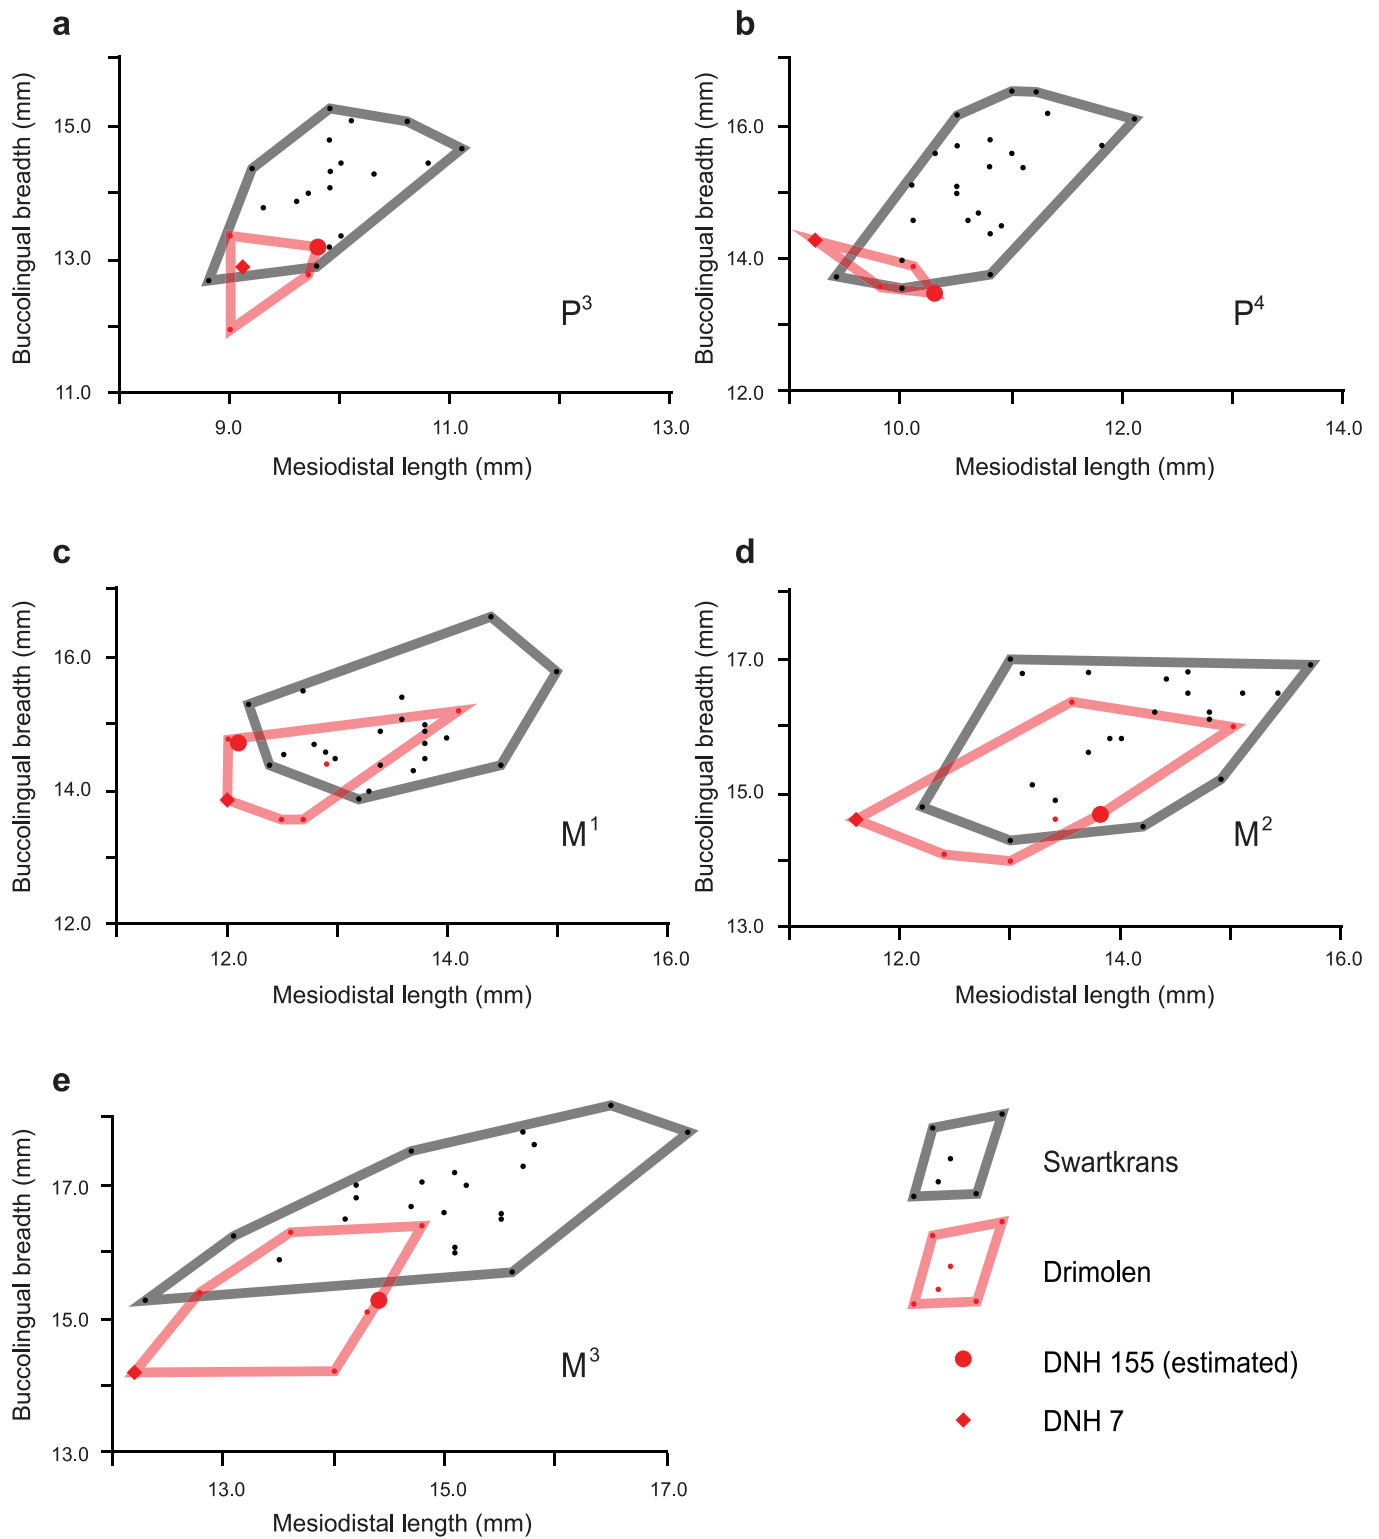 a
Buccolingual breadth (mm)
15.0
13.0
11.0
9.0 11.0 13.0
Mesiodistal length (mm)
P³
b
Buccolingual breadth (mm)
16.0
14.0
12.0
10.0 12.0 14.0
Mesiodistal length (mm)
P⁴
c
Buccolingual breadth (mm)
16.0
14.0
12.0
12.0 14.0 16.0
Mesiodistal length (mm)
M¹
d
Buccolingual breadth (mm)
17.0
15.0
13.0
12.0 14.0 16.0
Mesiodistal length (mm)
M²
e
Buccolingual breadth (mm)
17.0
15.0
13.0
13.0 15.0 17.0
Mesiodistal length (mm)
M³
Swartkrans
Drimolen
DNH 155 (estimated)
DNH 7